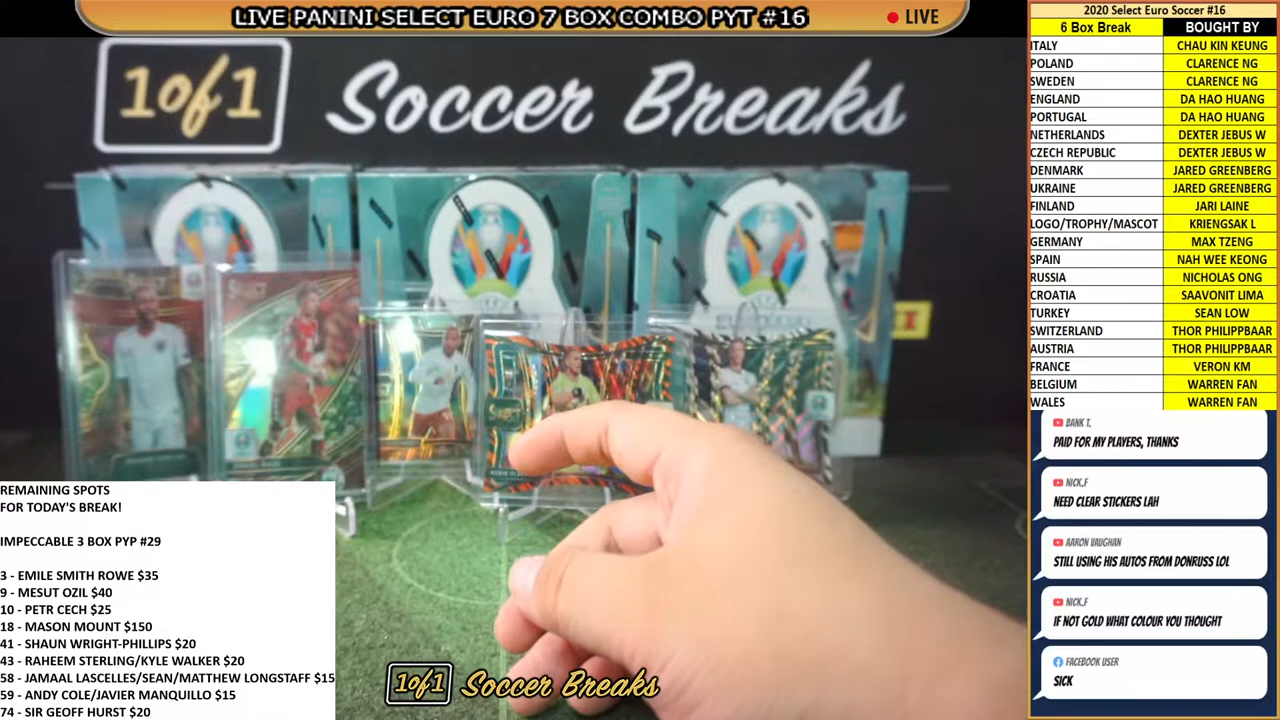 LIVE PANINI SELECT EURO 7 BOX COMBO PYT #16
LIVE
1of1 Soccer Breaks
REMAINING SPOTS
FOR TODAY'S BREAK!
IMPECCABLE 3 BOX PYP #29
3 - EMILE SMITH ROWE $35
9 - MESUT OZIL $40
10 - PETR CECH $25
18 - MASON MOUNT $150
41 - SHAUN WRIGHT-PHILLIPS $20
43 - RAHEEM STERLING/KYLE WALKER $20
58 - JAMAAL LASCELLES/SEAN/MATTHEW LONGSTAFF $15
59 - ANDY COLE/JAVIER MANQUILLO $15
74 - SIR GEOFF HURST $20
1of1 Soccer Breaks
2020 Select Euro Soccer #16
6 Box Break BOUGHT BY
ITALY CHAU KIN KEUNG
POLAND CLARENCE NG
SWEDEN CLARENCE NG
ENGLAND DA HAO HUANG
PORTUGAL DA HAO HUANG
NETHERLANDS DEXTER JEBUS W
CZECH REPUBLIC DEXTER JEBUS W
DENMARK JARED GREENBERG
UKRAINE JARED GREENBERG
FINLAND JARI LAINE
LOGO/TROPHY/MASCOT KRIENGSAK L
GERMANY MAX TZENG
SPAIN NAH WEE KEONG
RUSSIA NICHOLAS ONG
CROATIA SAAVONIT LIMA
TURKEY SEAN LOW
SWITZERLAND THOR PHILIPPBAAR
AUSTRIA THOR PHILIPPBAAR
FRANCE VERON KM
BELGIUM WARREN FAN
WALES WARREN FAN
BANK T.
PAID FOR MY PLAYERS, THANKS
NICK.F
NEED CLEAR STICKERS LAH
AARON VAUGHAN
STILL USING HIS AUTOS FROM DONRUSS LOL
NICK.F
IF NOT GOLD WHAT COLOUR YOU THOUGHT
FACEBOOK USER
SICK